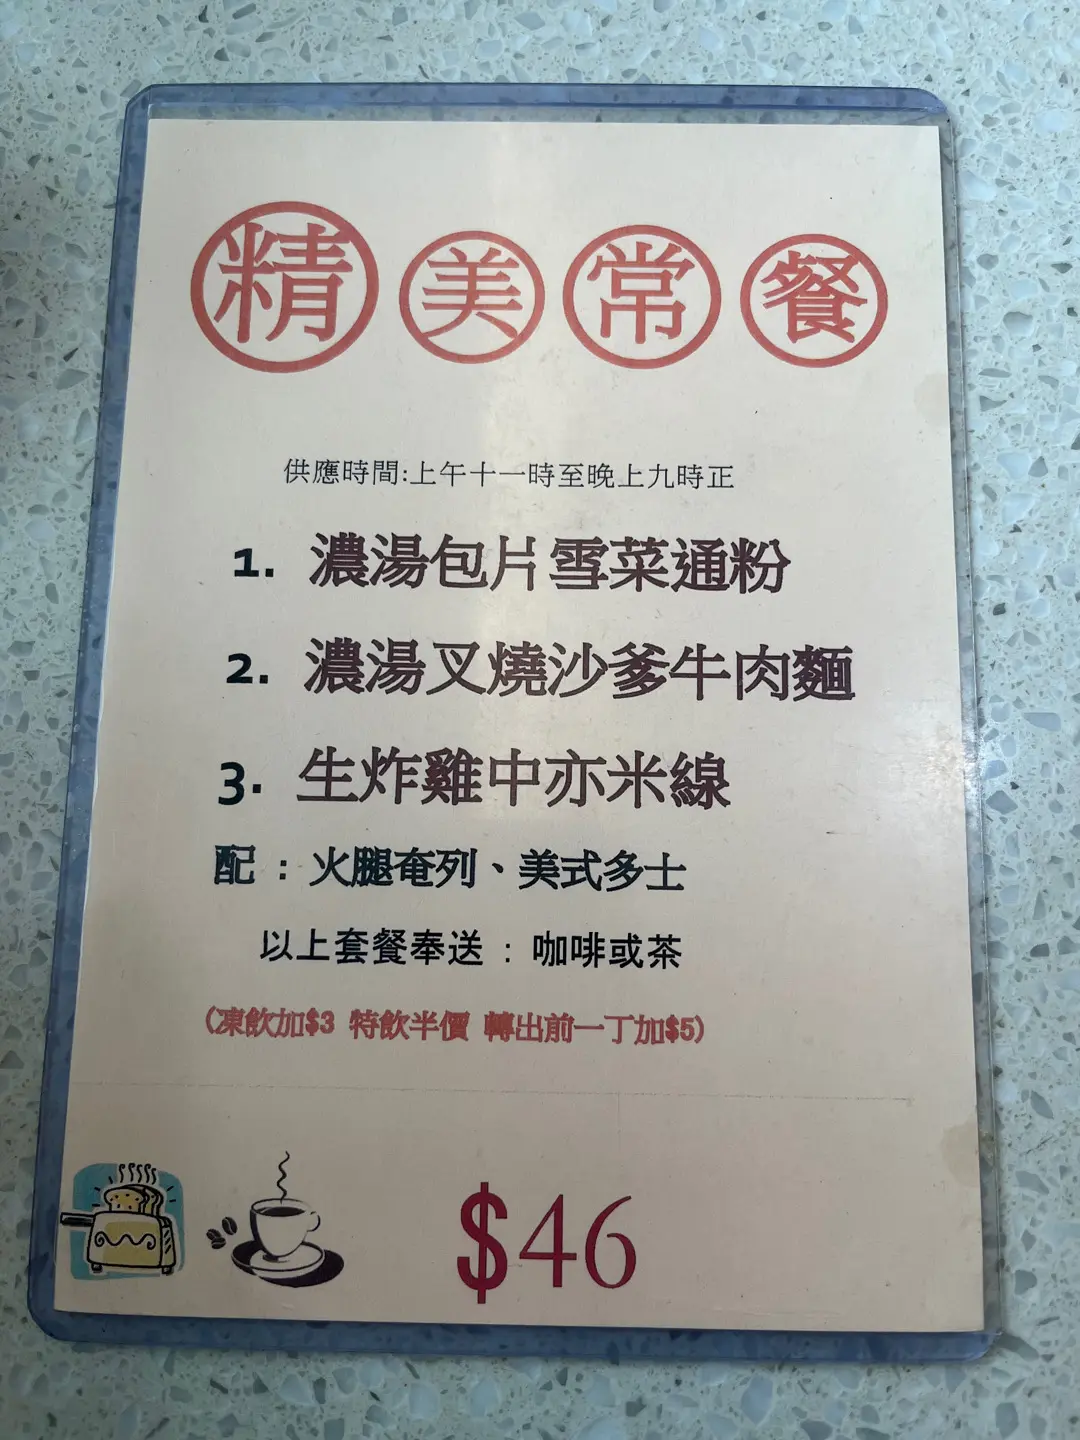 精美常餐
供應時間:上午十一時至晚上九時正
1. 濃湯包片雪菜通粉
2. 濃湯叉燒沙爹牛肉麵
3. 生炸雞中亦米線
配：火腿奄列、美式多士
以上套餐奉送：咖啡或茶
(凍飲加$3 特飲半價 轉出前一丁加$5)
$46